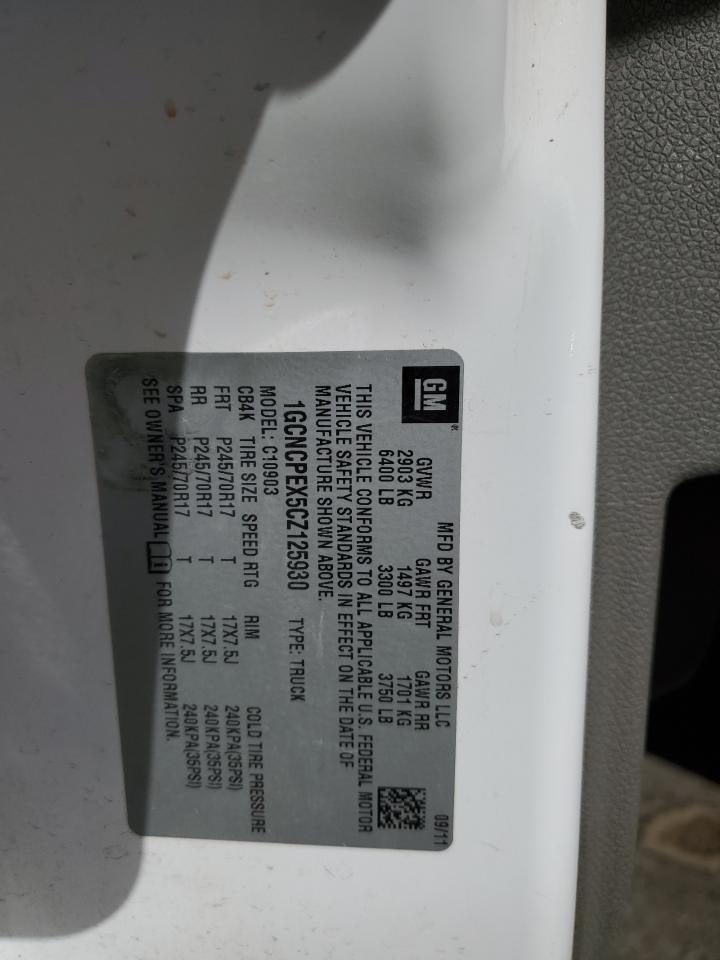 GM®
MFD BY GENERAL MOTORS LLC 09/11
GVWR GAWR FRT GAWR RR
2903 KG 1497 KG 1701 KG
6400 LB 3300 LB 3750 LB
THIS VEHICLE CONFORMS TO ALL APPLICABLE U.S. FEDERAL MOTOR
VEHICLE SAFETY STANDARDS IN EFFECT ON THE DATE OF
MANUFACTURE SHOWN ABOVE.
1GCNCPEX5CZ125930 TYPE: TRUCK
MODEL: C10903
CB4K TIRE SIZE SPEED RTG RIM COLD TIRE PRESSURE
FRT P245/70R17 T 17X7.5J 240KPA(35PSI)
RR P245/70R17 T 17X7.5J 240KPA(35PSI)
SPA P245/70R17 T 17X7.5J 240KPA(35PSI)
SEE OWNER'S MANUAL FOR MORE INFORMATION.